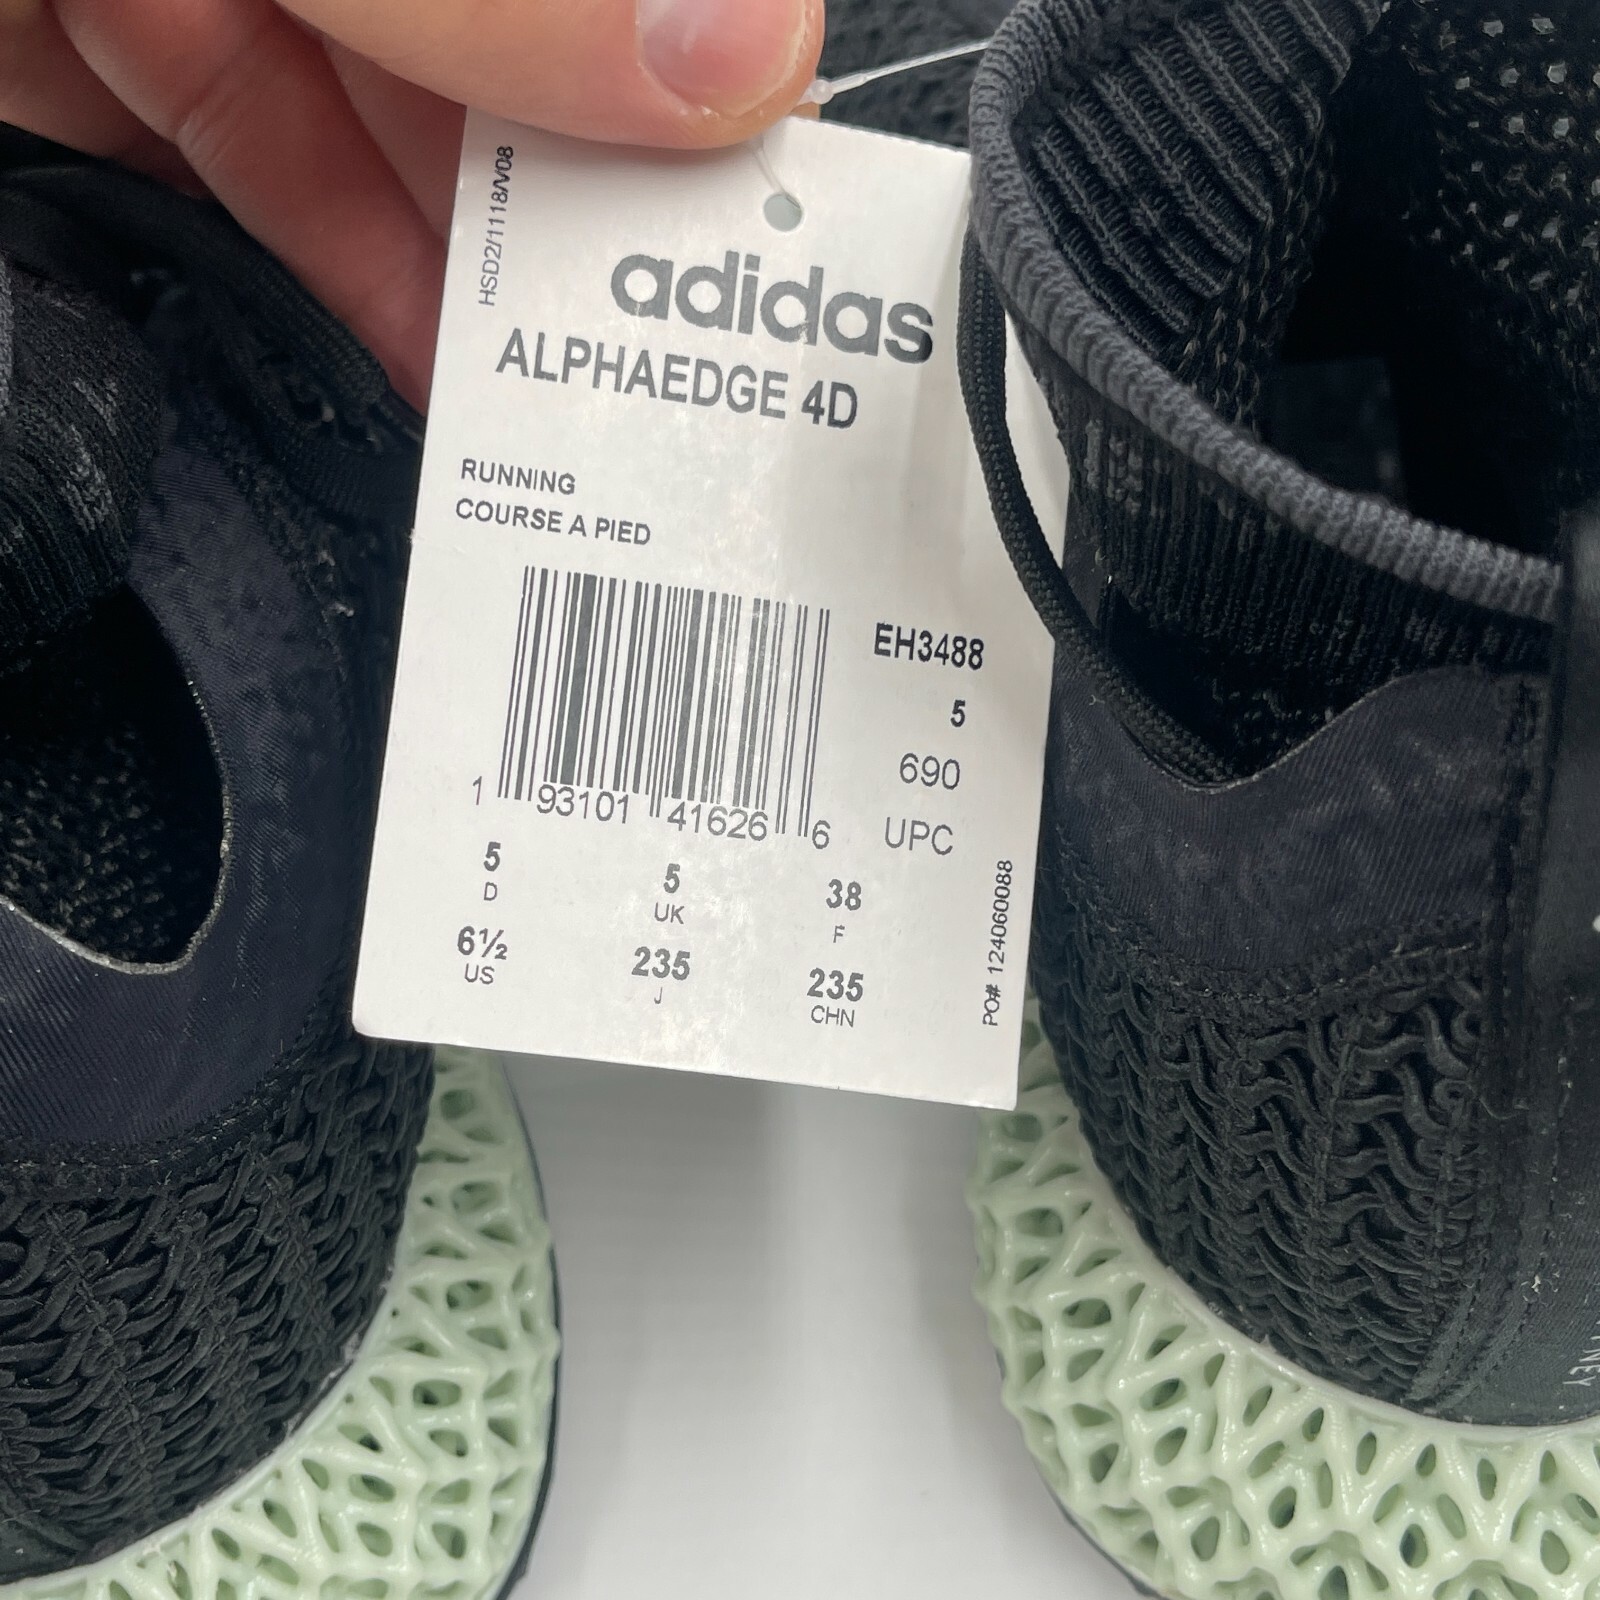 HSD2/1118/V08
adidas
ALPHAEDGE 4D
RUNNING
COURSE A PIED
EH3488
5
690
UPC
1 93101 41626 6
5 5 38
D UK F
6½ 235 235
US J CHN
PO# 124060088
NEY